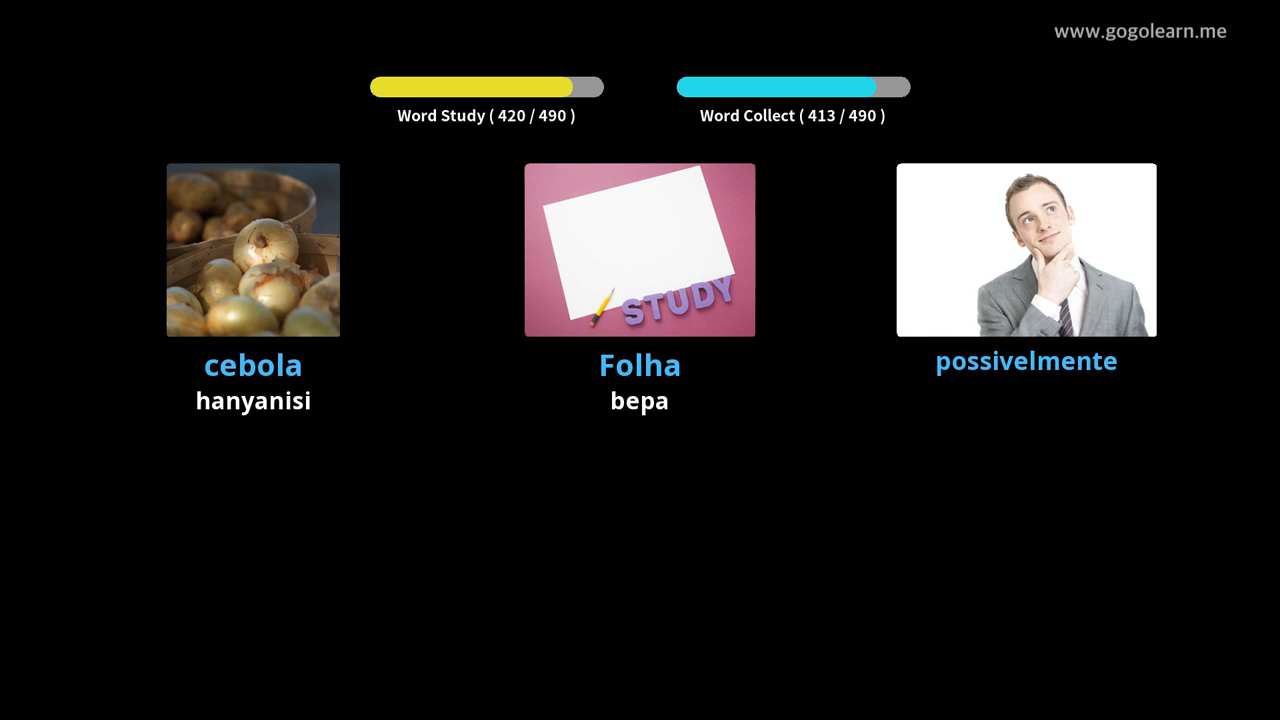 www.gogolearn.me
Word Study ( 420 / 490 )
Word Collect ( 413 / 490 )
STUDY
cebola
hanyanisi
Folha
bepa
possivelmente